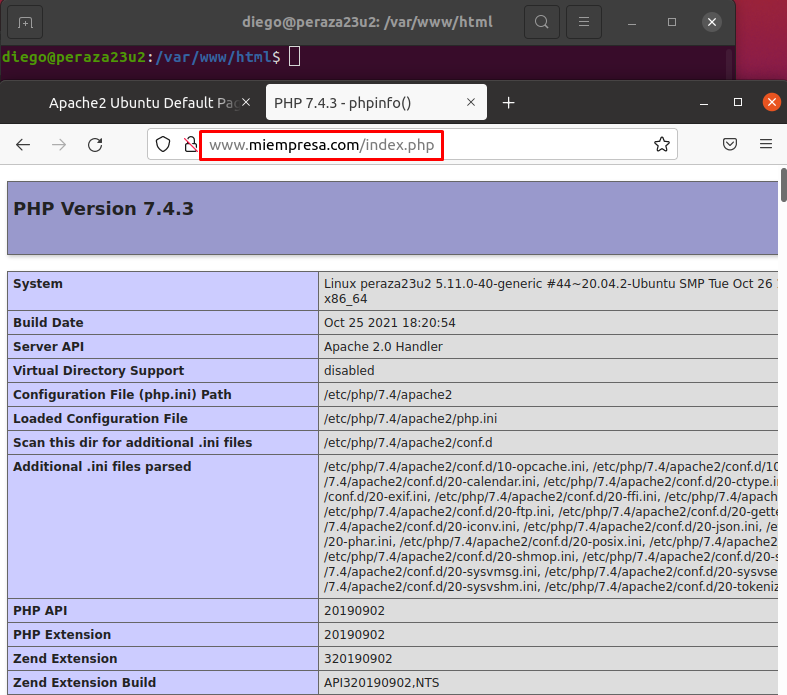 diego@peraza23u2: /var/www/html
diego@peraza23u2:/var/www/html$
Apache2 Ubuntu Default Pag
PHP 7.4.3 - phpinfo()
www.miempresa.com/index.php
PHP Version 7.4.3
System Linux peraza23u2 5.11.0-40-generic #44~20.04.2-Ubuntu SMP Tue Oct 26
x86_64
Build Date Oct 25 2021 18:20:54
Server API Apache 2.0 Handler
Virtual Directory Support disabled
Configuration File (php.ini) Path /etc/php/7.4/apache2
Loaded Configuration File /etc/php/7.4/apache2/php.ini
Scan this dir for additional .ini files /etc/php/7.4/apache2/conf.d
Additional .ini files parsed /etc/php/7.4/apache2/conf.d/10-opcache.ini, /etc/php/7.4/apache2/conf.d/10
/7.4/apache2/conf.d/20-calendar.ini, /etc/php/7.4/apache2/conf.d/20-ctype.in
/conf.d/20-exif.ini, /etc/php/7.4/apache2/conf.d/20-ffi.ini, /etc/php/7.4/apach
/etc/php/7.4/apache2/conf.d/20-ftp.ini, /etc/php/7.4/apache2/conf.d/20-gette
/7.4/apache2/conf.d/20-iconv.ini, /etc/php/7.4/apache2/conf.d/20-json.ini, /e
/20-phar.ini, /etc/php/7.4/apache2/conf.d/20-posix.ini, /etc/php/7.4/apache2
/etc/php/7.4/apache2/conf.d/20-shmop.ini, /etc/php/7.4/apache2/conf.d/20-s
/7.4/apache2/conf.d/20-sysvmsg.ini, /etc/php/7.4/apache2/conf.d/20-sysvse
/etc/php/7.4/apache2/conf.d/20-sysvshm.ini, /etc/php/7.4/apache2/conf.d/20-tokeniz
PHP API 20190902
PHP Extension 20190902
Zend Extension 320190902
Zend Extension Build API320190902,NTS